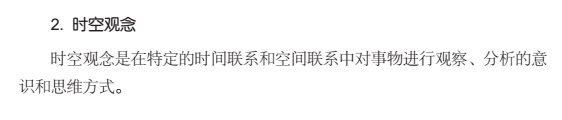 2. 时空观念
时空观念是在特定的时间联系和空间联系中对事物进行观察、分析的意
识和思维方式。